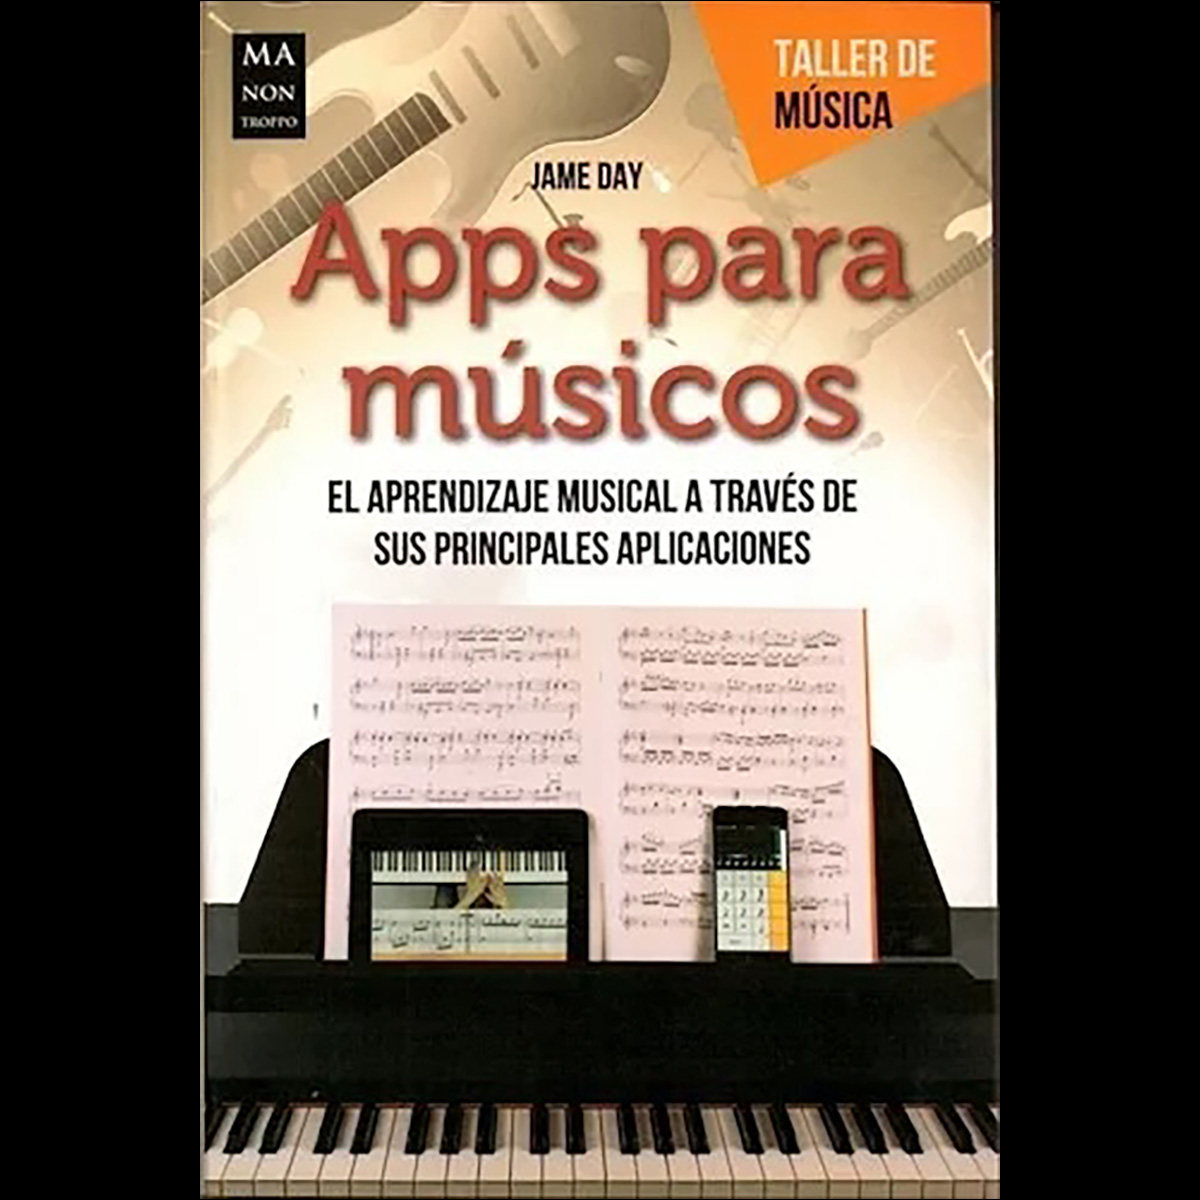 MA
NON
TROPPO
TALLER DE
MÚSICA
JAME DAY
Apps para
músicos
EL APRENDIZAJE MUSICAL A TRAVÉS DE
SUS PRINCIPALES APLICACIONES